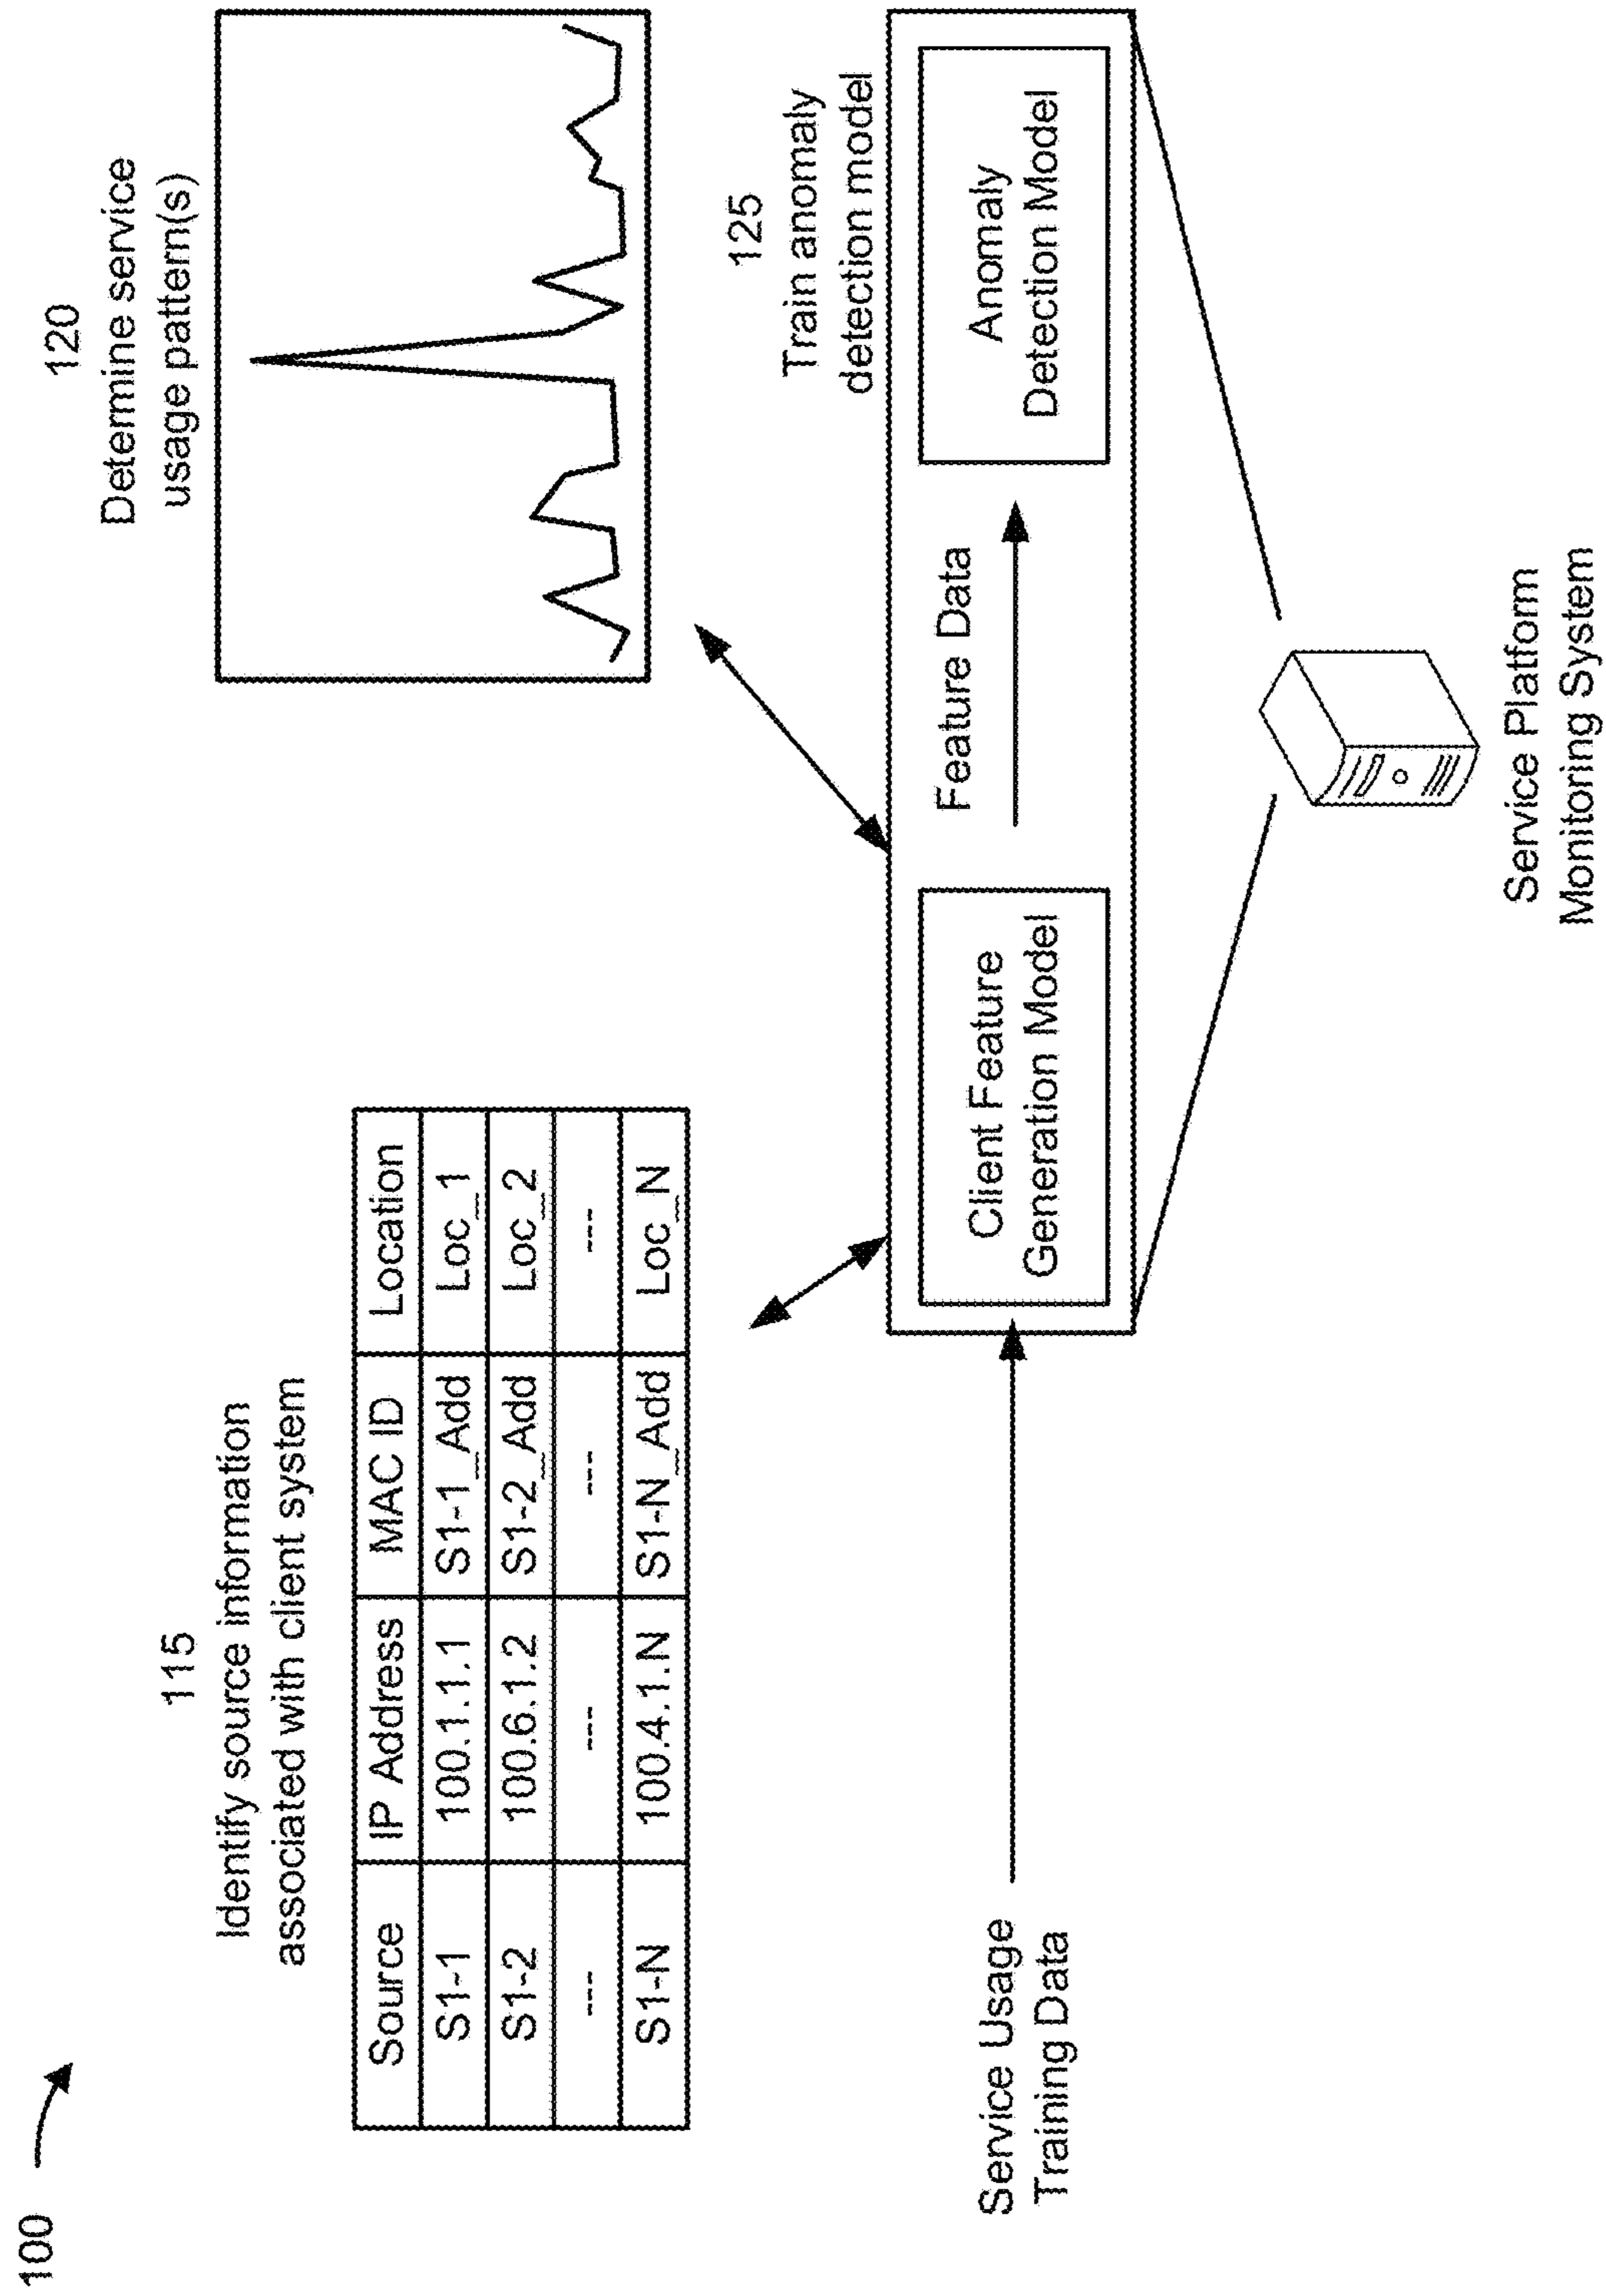 100
115
Identify source information
associated with client system
Source IP Address MAC ID Location
S1-1 100.1.1.1 S1-1_Add Loc_1
S1-2 100.6.1.2 S1-2_Add Loc_2
--- --- --- ---
S1-N 100.4.1.N S1-N_Add Loc_N
120
Determine service
usage pattern(s)
125
Train anomaly
detection model
Service Usage
Training Data
Client Feature
Generation Model
Feature Data
Anomaly
Detection Model
Service Platform
Monitoring System